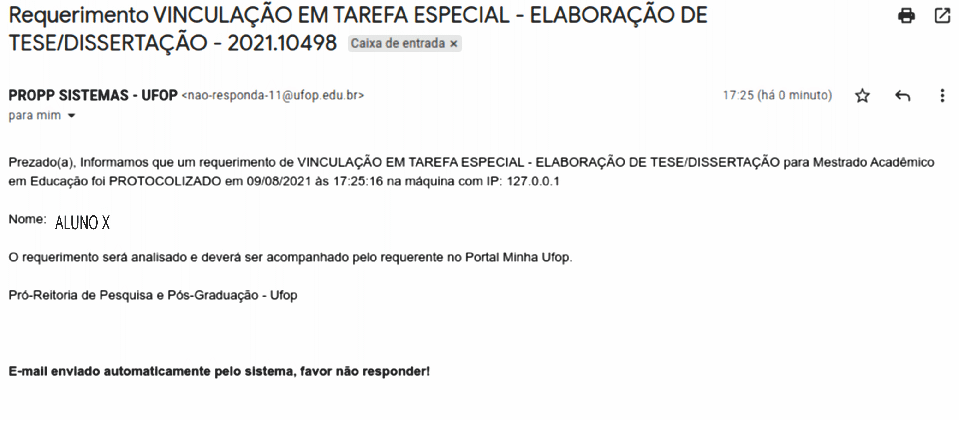 Requerimento VINCULAÇÃO EM TAREFA ESPECIAL - ELABORAÇÃO DE
TESE/DISSERTAÇÃO - 2021.10498 Caixa de entrada ×
PROPP SISTEMAS - UFOP <nao-responda-11@ufop.edu.br> 17:25 (há 0 minuto)
para mim
Prezado(a), Informamos que um requerimento de VINCULAÇÃO EM TAREFA ESPECIAL - ELABORAÇÃO DE TESE/DISSERTAÇÃO para Mestrado Acadêmico
em Educação foi PROTOCOLIZADO em 09/08/2021 às 17:25:16 na máquina com IP: 127.0.0.1
Nome: ALUNO X
O requerimento será analisado e deverá ser acompanhado pelo requerente no Portal Minha Ufop.
Pró-Reitoria de Pesquisa e Pós-Graduação - Ufop
E-mail enviado automaticamente pelo sistema, favor não responder!